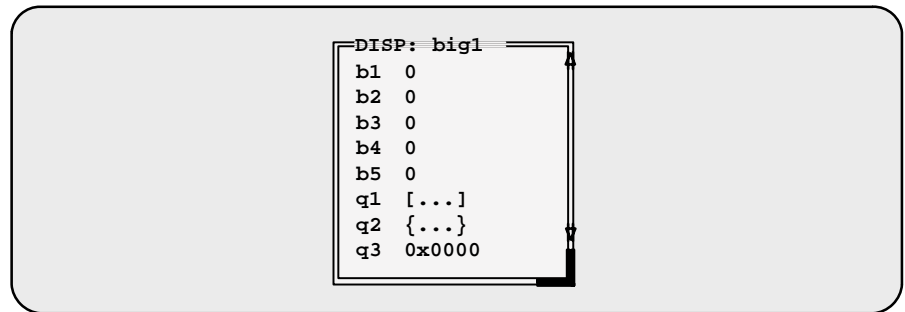 DISP: big1
b1 0
b2 0
b3 0
b4 0
b5 0
q1 [...]
q2 {...}
q3 0x0000